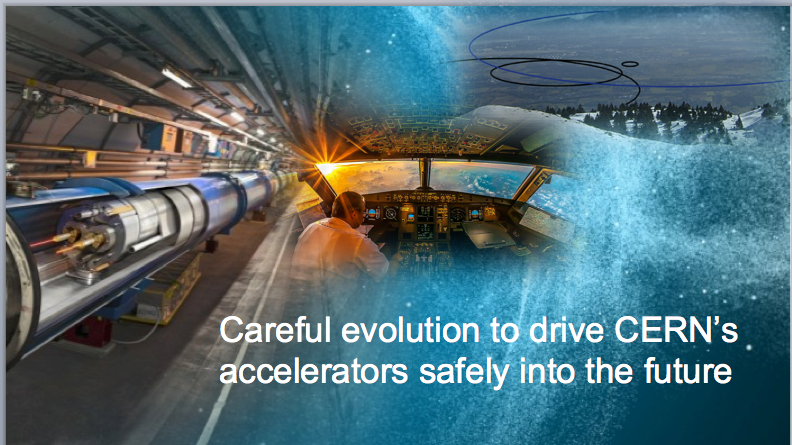 Careful evolution to drive CERN’s
accelerators safely into the future